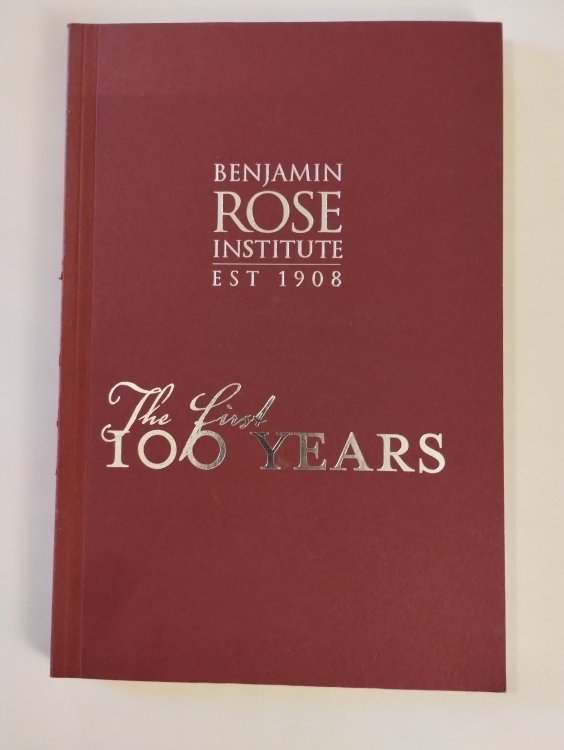 BENJAMIN
ROSE
INSTITUTE
EST 1908
The First
100 YEARS